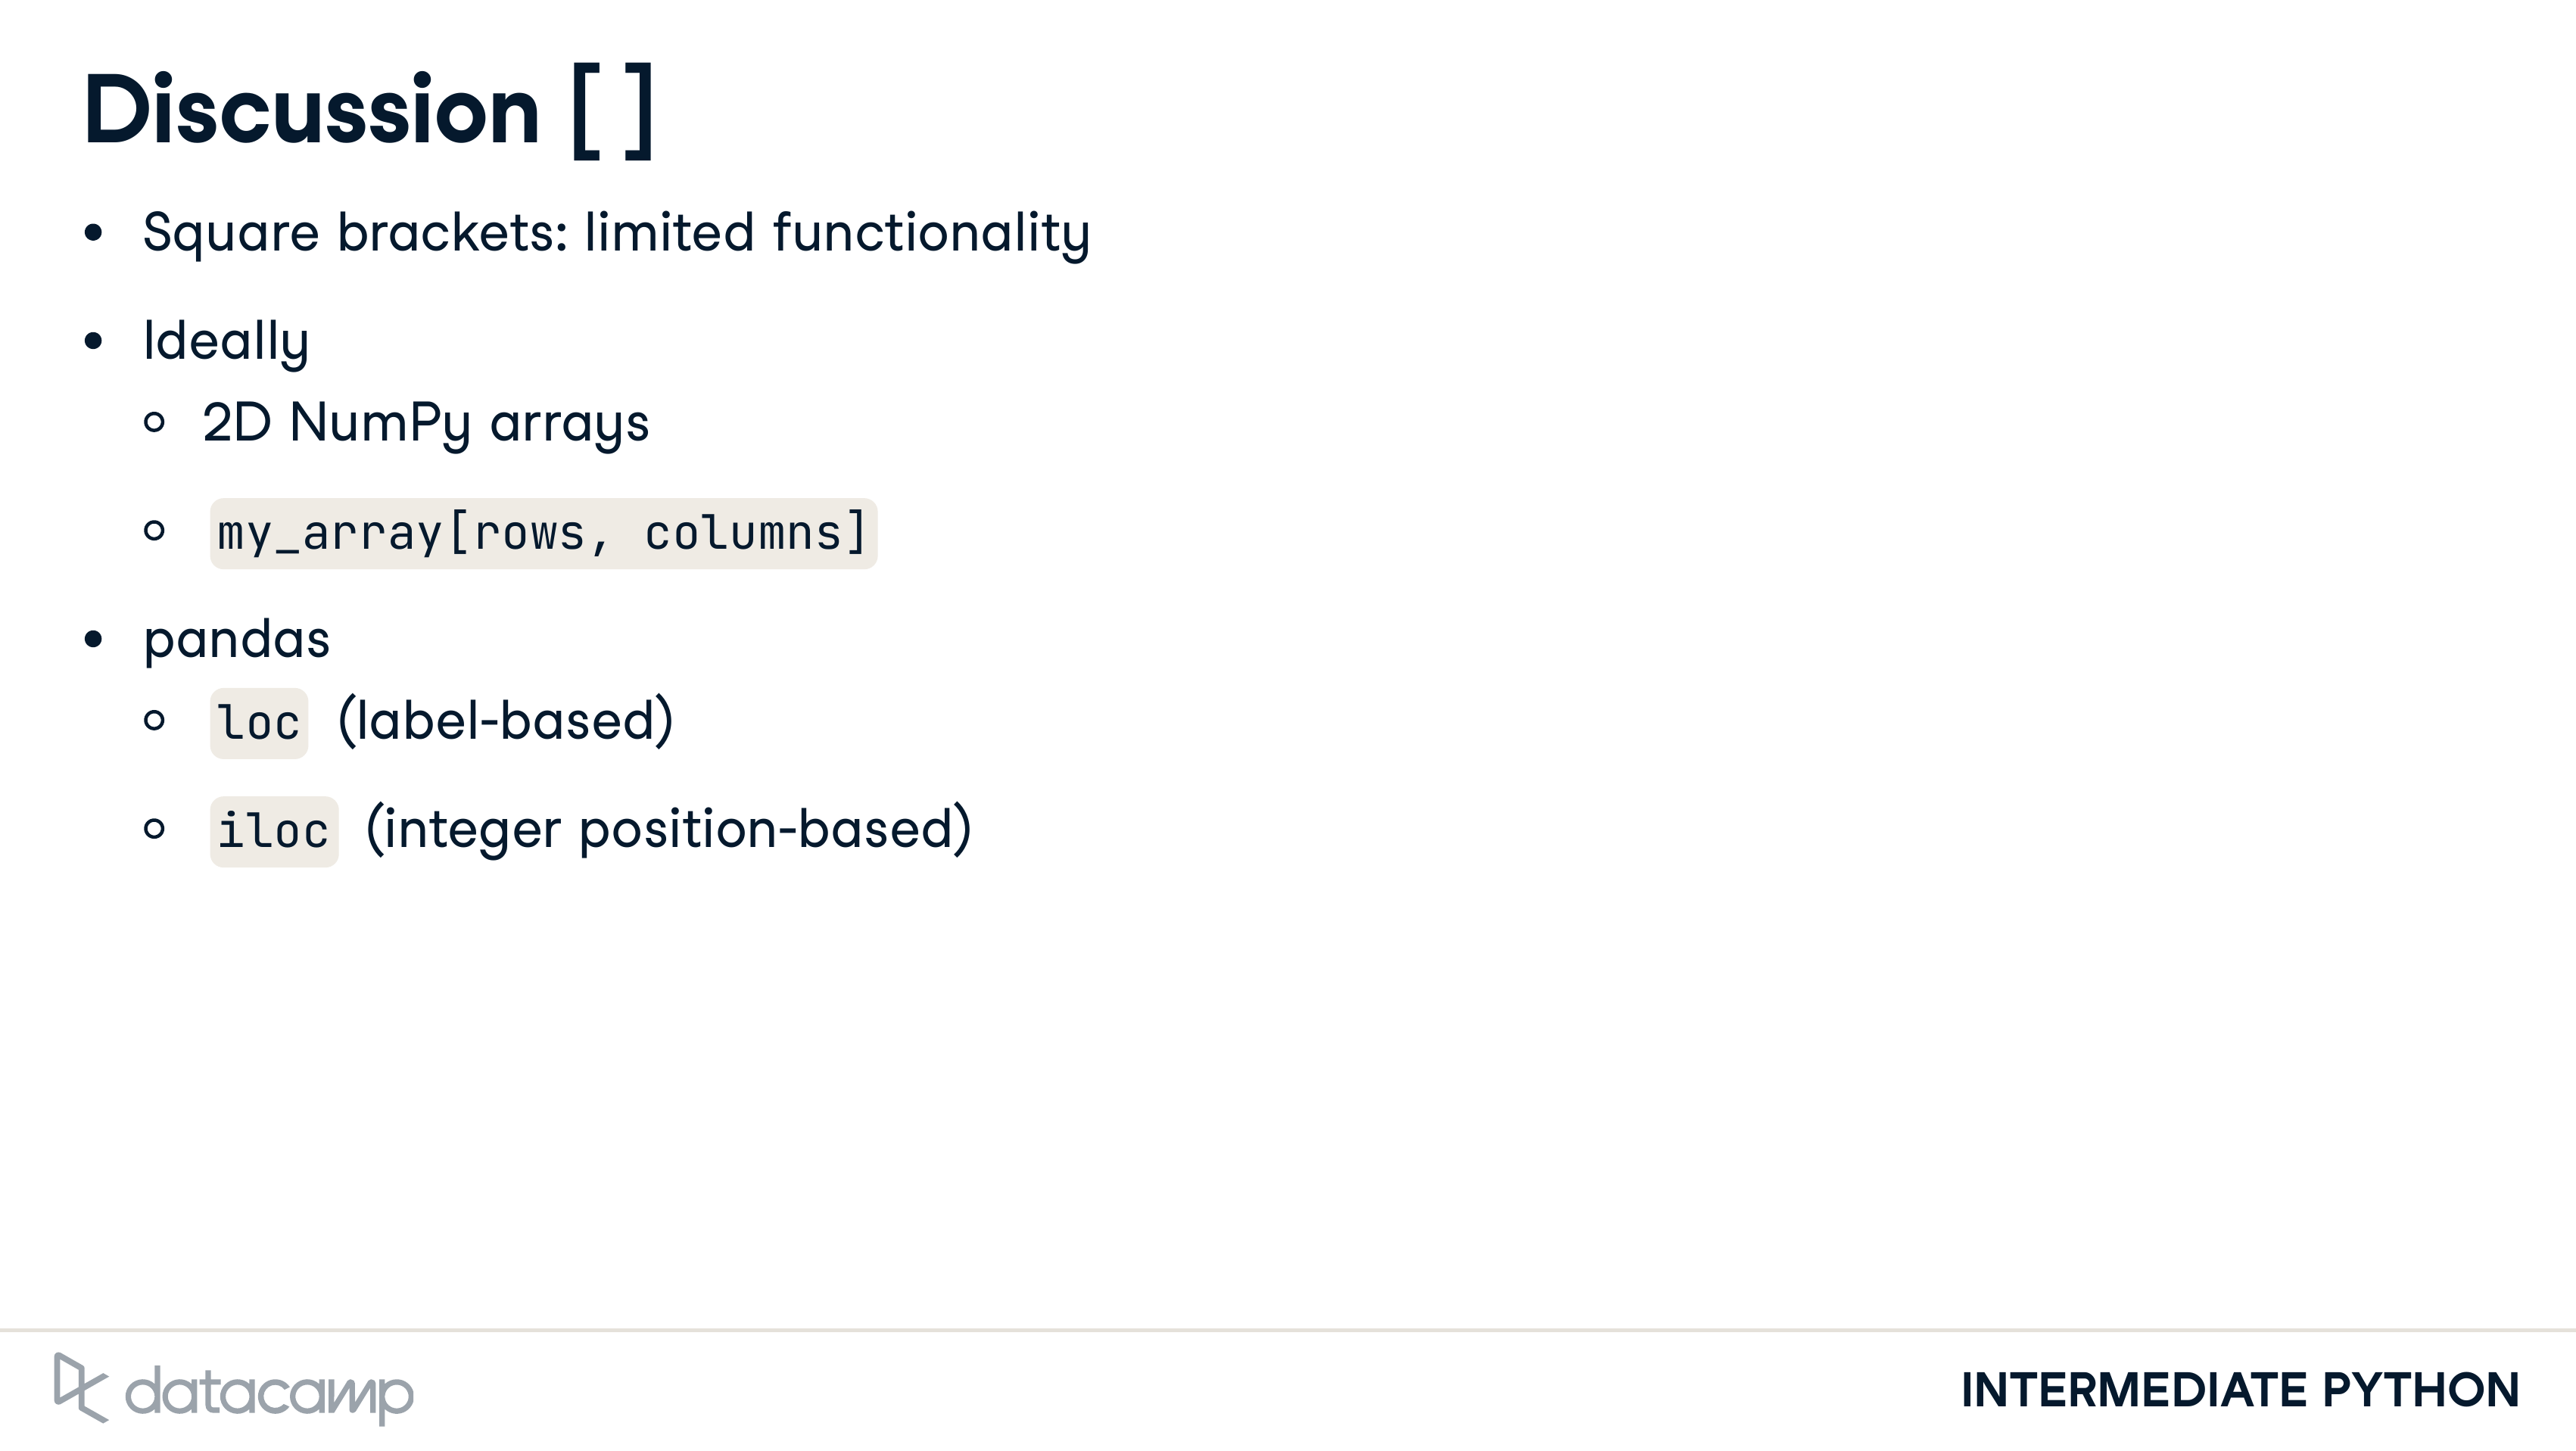 Discussion [ ]
• Square brackets: limited functionality
• Ideally
◦ 2D NumPy arrays
◦ my_array[rows, columns]
• pandas
◦ loc (label-based)
◦ iloc (integer position-based)
datacamp
INTERMEDIATE PYTHON